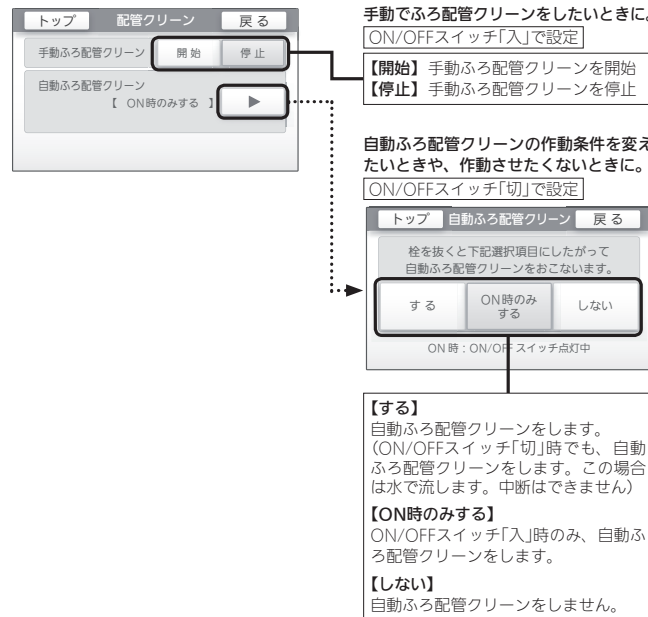 トップ 配管クリーン 戻る
手動ふろ配管クリーン 開始 停止
自動ふろ配管クリーン
【 ON時のみする 】 ▶
手動でふろ配管クリーンをしたいときに。
ON/OFFスイッチ「入」で設定
【開始】手動ふろ配管クリーンを開始
【停止】手動ふろ配管クリーンを停止
自動ふろ配管クリーンの作動条件を変え
たいときや、作動させたくないときに。
ON/OFFスイッチ「切」で設定
トップ 自動ふろ配管クリーン 戻る
栓を抜くと下記選択項目にしたがって
自動ふろ配管クリーンをおこないます。
する ON時のみ しない
する
ON時:ON/OFFスイッチ点灯中
【する】
自動ふろ配管クリーンをします。
(ON/OFFスイッチ「切」時でも、自動
ふろ配管クリーンをします。この場合
は水で流します。中断はできません)
【ON時のみする】
ON/OFFスイッチ「入」時のみ、自動ふ
ろ配管クリーンをします。
【しない】
自動ふろ配管クリーンをしません。